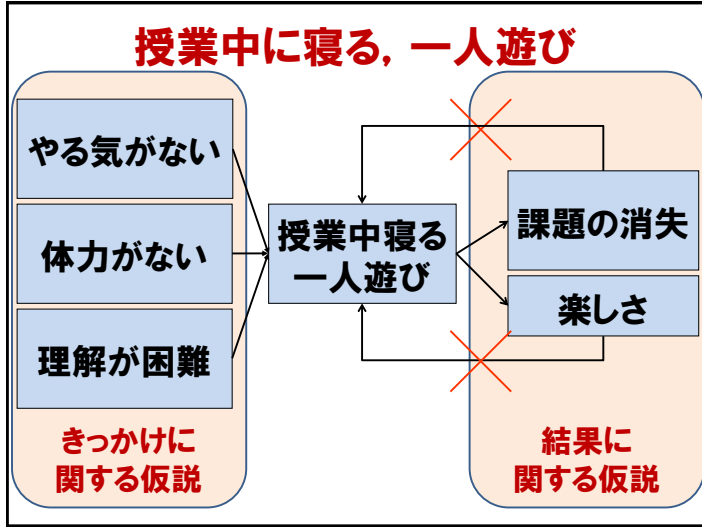 授業中に寝る, 一人遊び
やる気がない
体力がない
理解が困難
きっかけに
関する仮説
授業中寝る
一人遊び
課題の消失
楽しさ
結果に
関する仮説